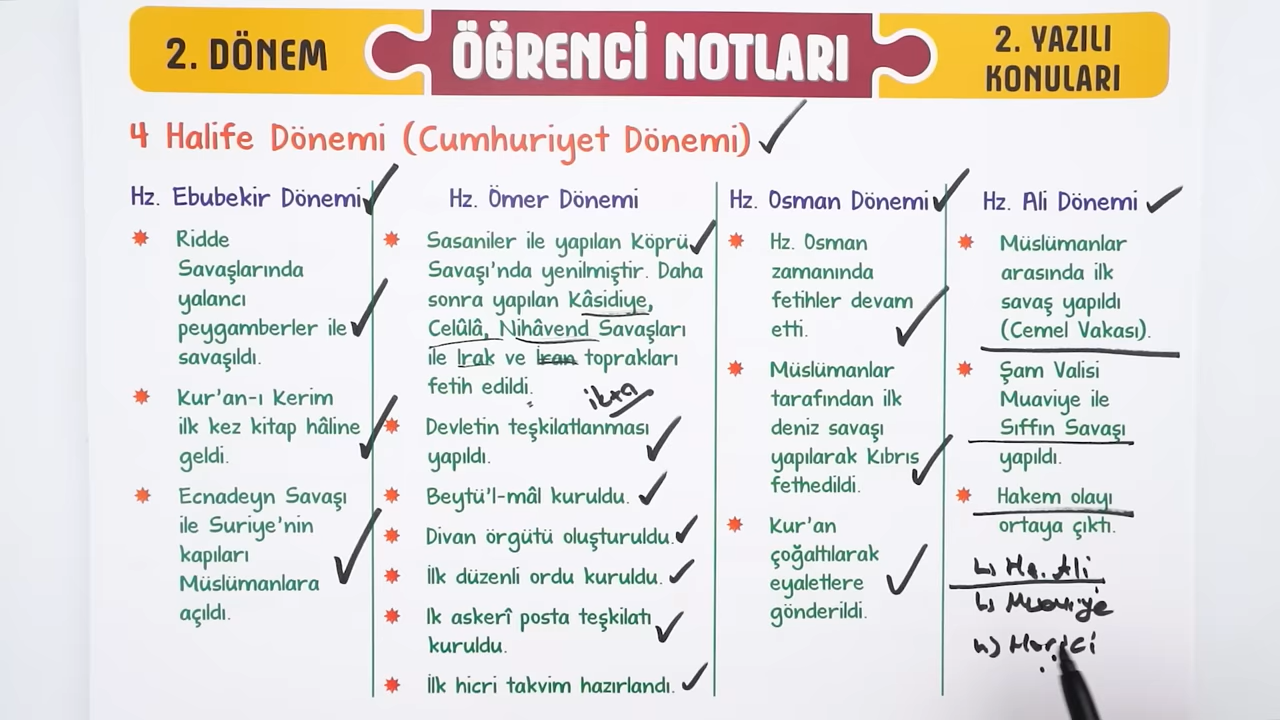 2. DÖNEM
ÖĞRENCİ NOTLARI
2. YAZILI
KONULARI
4 Halife Dönemi (Cumhuriyet Dönemi)
Hz. Ebubekir Dönemi
Ridde
Savaşlarında
yalancı
peygamberler ile
savaşıldı.
Kur'an-ı Kerim
ilk kez kitap hâline
geldi.
Ecnadeyn Savaşı
ile Suriye'nin
kapıları
Müslümanlara
açıldı.
Hz. Ömer Dönemi
Sasaniler ile yapılan Köprü
Savaşı'nda yenilmiştir. Daha
sonra yapılan Kâsidiye,
Celûlâ, Nihâvend Savaşları
ile Irak ve İran toprakları
fetih edildi.
ikta
Devletin teşkilatlanması
yapıldı.
Beytü'l-mâl kuruldu.
Divan örgütü oluşturuldu.
İlk düzenli ordu kuruldu.
Ik askerî posta teşkilatı
kuruldu.
İlk hicri takvim hazırlandı.
Hz. Osman Dönemi
Hz. Osman
zamanında
fetihler devam
etti.
Müslümanlar
tarafından ilk
deniz savaşı
yapılarak Kıbrıs
fethedildi.
Kur'an
çoğaltılarak
eyaletlere
gönderildi.
Hz. Ali Dönemi
Müslümanlar
arasında ilk
savaş yapıldı
(Cemel Vakası).
Şam Valisi
Muaviye ile
Sıffin Savaşı
yapıldı.
Hakem olayı
ortaya çıktı.
Hz. Ali
Muaviye
Harici